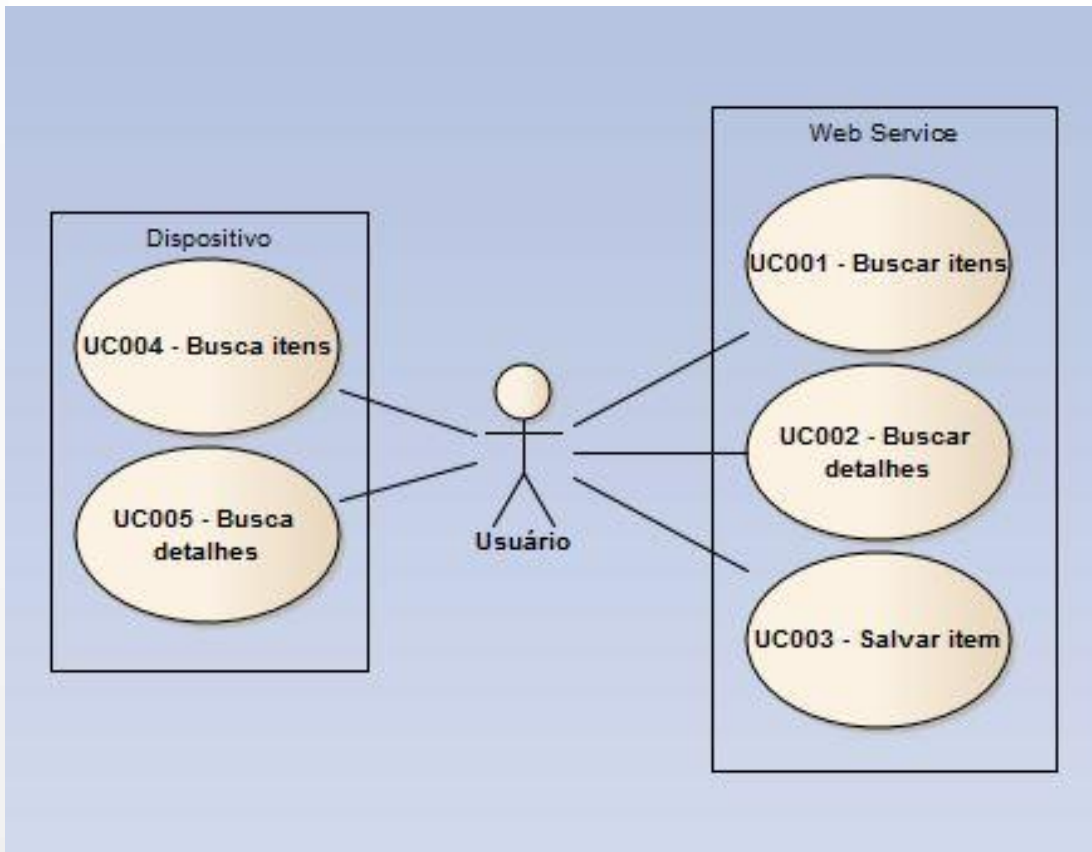 Dispositivo
UC004 - Busca itens
UC005 - Busca
detalhes
Usuário
Web Service
UC001 - Buscar itens
UC002 - Buscar
detalhes
UC003 - Salvar item